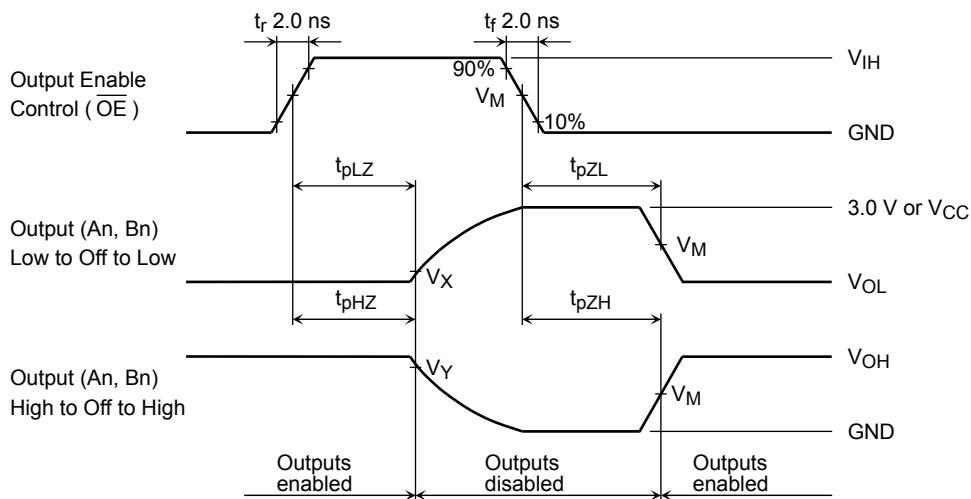 tr 2.0 ns
tf 2.0 ns
Output Enable
Control ( OE )
90%
VM
10%
VIH
GND
tpLZ
tpZL
Output (An, Bn)
Low to Off to Low
VX
VM
3.0 V or VCC
VOL
tpHZ
tpZH
Output (An, Bn)
High to Off to High
VY
VM
VOH
GND
Outputs
enabled
Outputs
disabled
Outputs
enabled